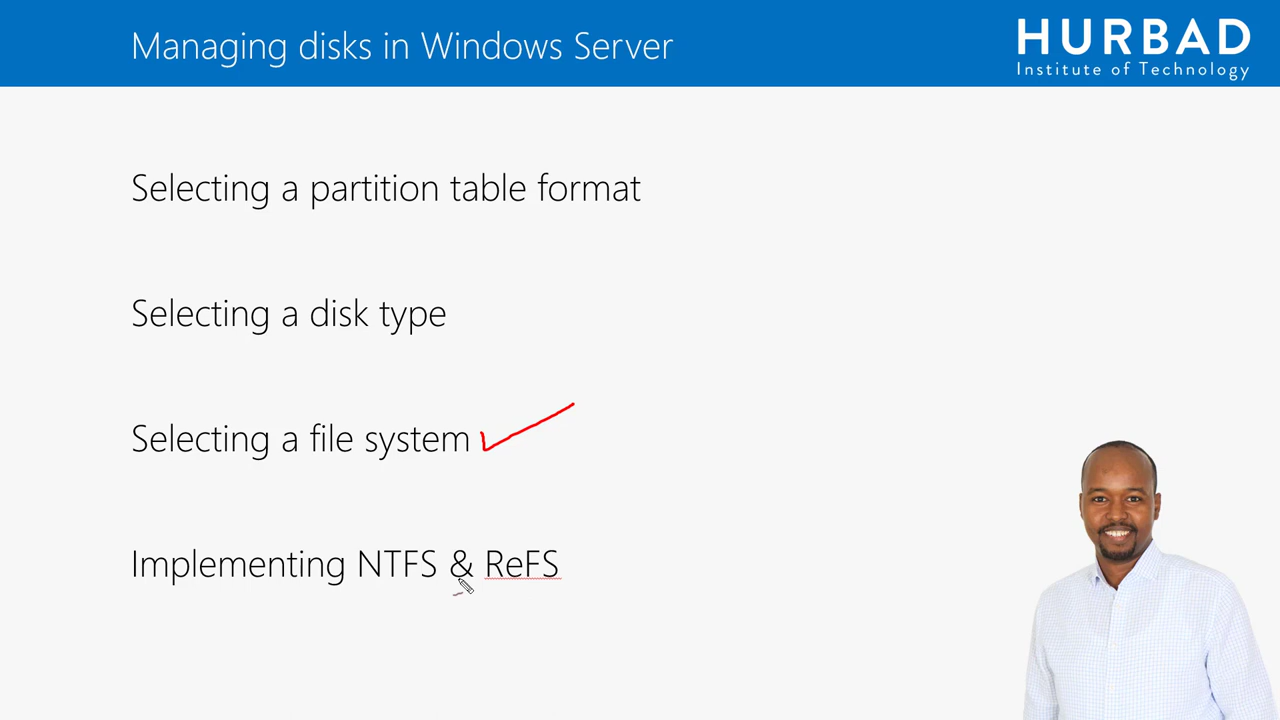 Managing disks in Windows Server
HURBAD
Institute of Technology
Selecting a partition table format
Selecting a disk type
Selecting a file system
Implementing NTFS & ReFS